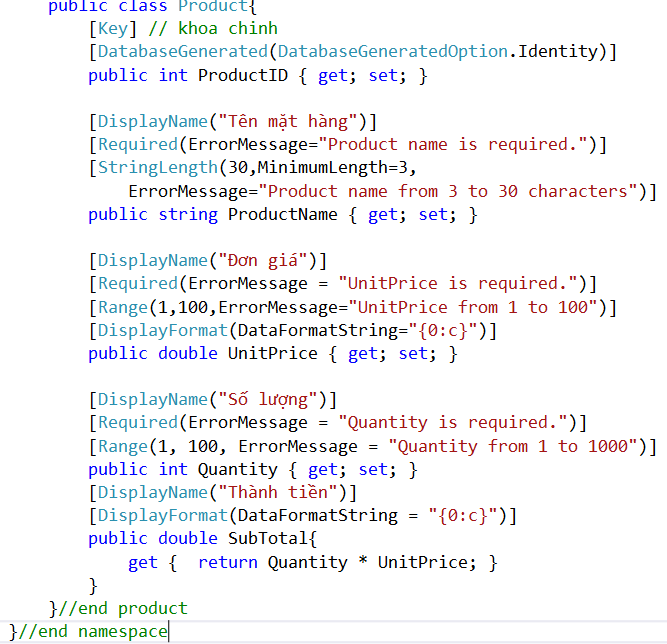 public class Product{
[Key] // khoa chinh
[DatabaseGenerated(DatabaseGeneratedOption.Identity)]
public int ProductID { get; set; }
[DisplayName("Tên mặt hàng")]
[Required(ErrorMessage="Product name is required.")]
[StringLength(30,MinimumLength=3,
ErrorMessage="Product name from 3 to 30 characters")]
public string ProductName { get; set; }
[DisplayName("Đơn giá")]
[Required(ErrorMessage = "UnitPrice is required.")]
[Range(1,100,ErrorMessage="UnitPrice from 1 to 100")]
[DisplayFormat(DataFormatString="{0:c}")]
public double UnitPrice { get; set; }
[DisplayName("Số lượng")]
[Required(ErrorMessage = "Quantity is required.")]
[Range(1, 100, ErrorMessage = "Quantity from 1 to 1000")]
public int Quantity { get; set; }
[DisplayName("Thành tiền")]
[DisplayFormat(DataFormatString = "{0:c}")]
public double SubTotal{
get {  return Quantity * UnitPrice; }
}
}//end product
}//end namespace